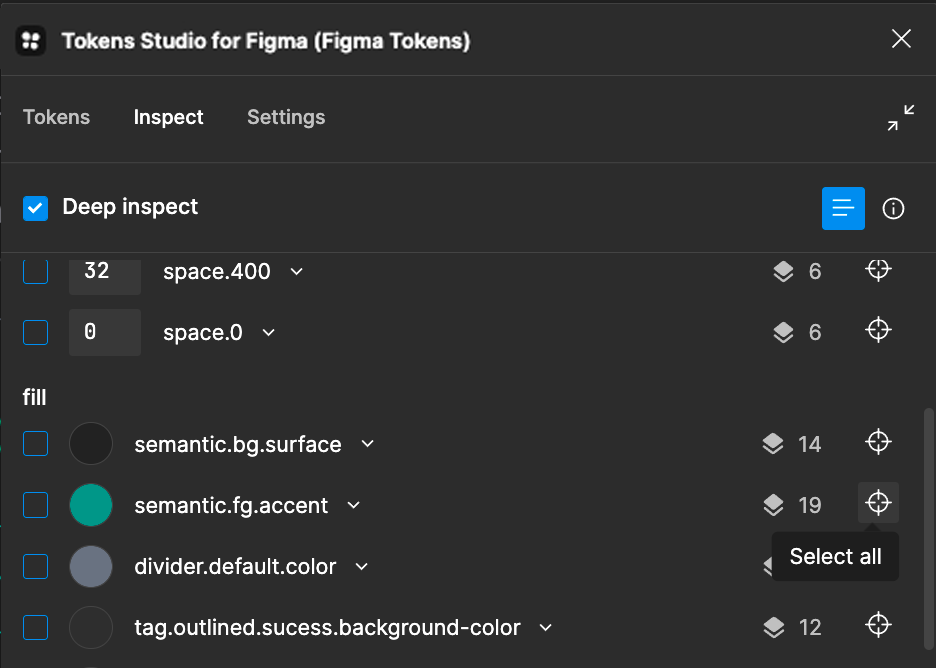 Tokens Studio for Figma (Figma Tokens)
Tokens Inspect Settings
Deep inspect
32 space.400 6
0 space.0 6
fill
semantic.bg.surface 14
semantic.fg.accent 19
Select all
divider.default.color
tag.outlined.sucess.background-color 12